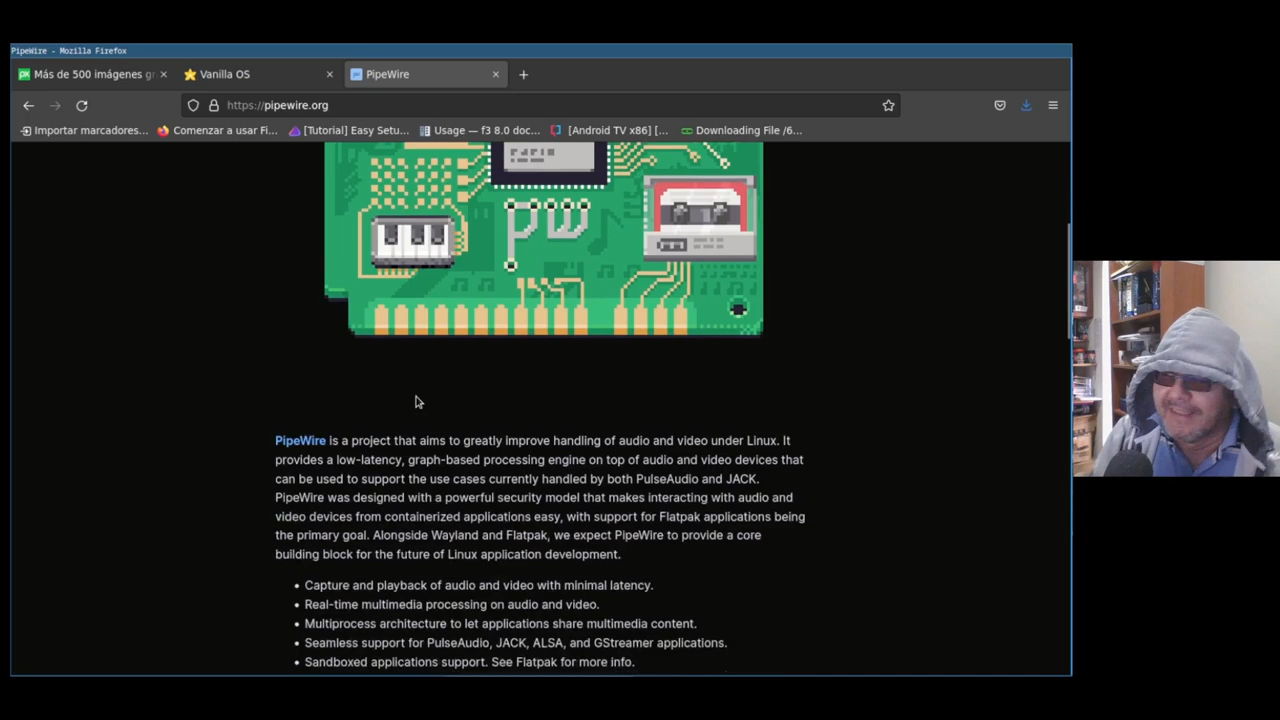 PipeWire - Mozilla Firefox
Más de 500 imágenes gr
Vanilla OS
PipeWire
https://pipewire.org
Importar marcadores...
Comenzar a usar Fi...
[Tutorial] Easy Setu...
Usage — f3 8.0 doc...
[Android TV x86] [...
Downloading File /6...
pw
PipeWire is a project that aims to greatly improve handling of audio and video under Linux. It
provides a low-latency, graph-based processing engine on top of audio and video devices that
can be used to support the use cases currently handled by both PulseAudio and JACK.
PipeWire was designed with a powerful security model that makes interacting with audio and
video devices from containerized applications easy, with support for Flatpak applications being
the primary goal. Alongside Wayland and Flatpak, we expect PipeWire to provide a core
building block for the future of Linux application development.
• Capture and playback of audio and video with minimal latency.
• Real-time multimedia processing on audio and video.
• Multiprocess architecture to let applications share multimedia content.
• Seamless support for PulseAudio, JACK, ALSA, and GStreamer applications.
• Sandboxed applications support. See Flatpak for more info.